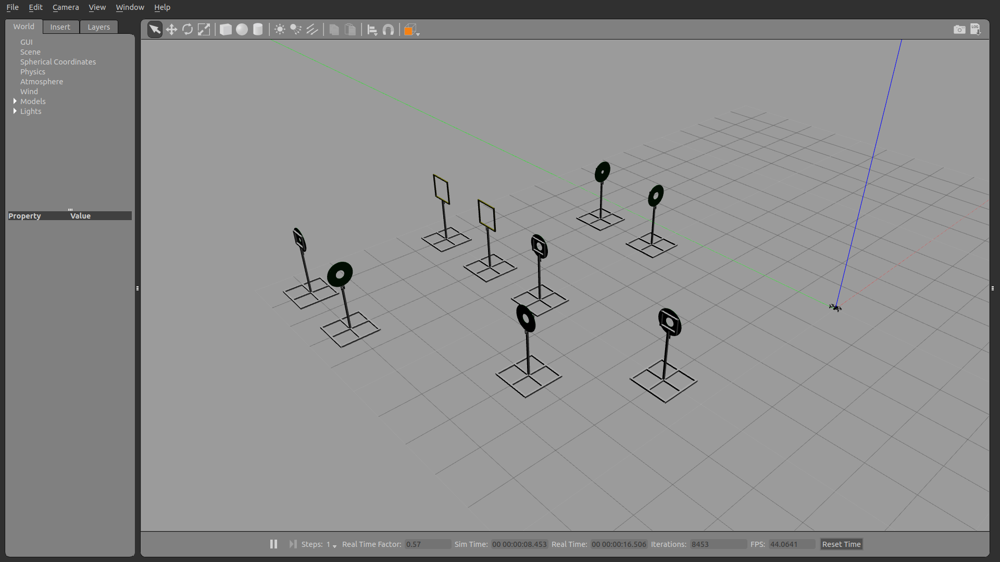 File Edit Camera View Window Help
World Insert Layers
LOG
GUI
Scene
Spherical Coordinates
Physics
Atmosphere
Wind
Models
Lights
Property Value
Steps: 1 Real Time Factor: 0.57 Sim Time: 00 00:00:08.453 Real Time: 00 00:00:16.506 Iterations: 8453 FPS: 44.0641 Reset Time